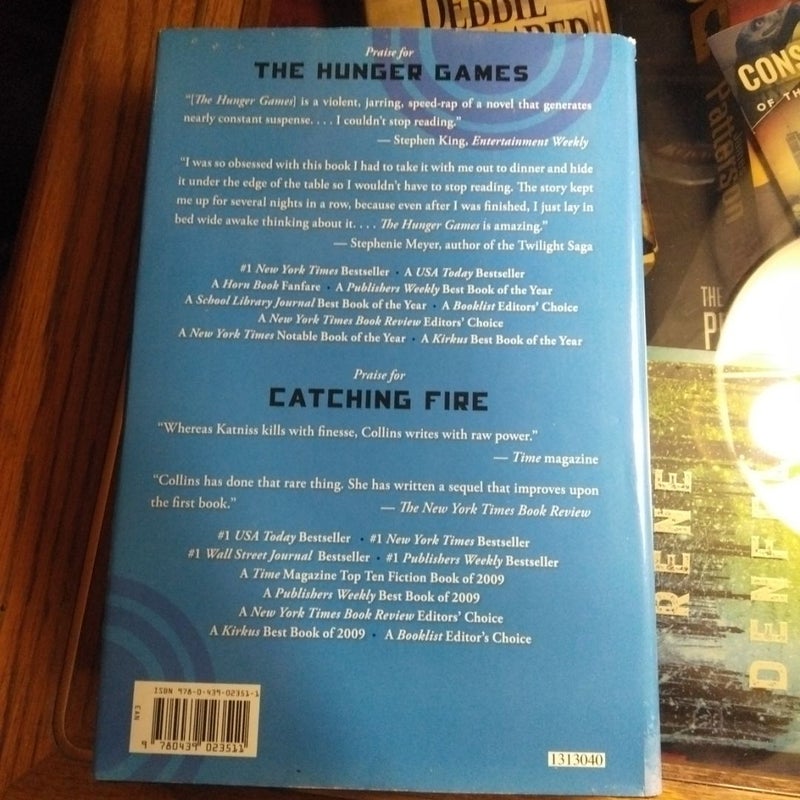 Praise for
THE HUNGER GAMES
“[The Hunger Games] is a violent, jarring, speed-rap of a novel that generates
nearly constant suspense. . . . I couldn’t stop reading.”
— Stephen King, Entertainment Weekly
“I was so obsessed with this book I had to take it with me out to dinner and hide
it under the edge of the table so I wouldn’t have to stop reading. The story kept
me up for several nights in a row, because even after I was finished, I just lay in
bed wide awake thinking about it. . . . The Hunger Games is amazing.”
— Stephenie Meyer, author of the Twilight Saga
#1 New York Times Bestseller • A USA Today Bestseller
A Horn Book Fanfare • A Publishers Weekly Best Book of the Year
A School Library Journal Best Book of the Year • A Booklist Editors’ Choice
A New York Times Book Review Editors’ Choice
A New York Times Notable Book of the Year • A Kirkus Best Book of the Year
Praise for
CATCHING FIRE
“Whereas Katniss kills with finesse, Collins writes with raw power.”
— Time magazine
“Collins has done that rare thing. She has written a sequel that improves upon
the first book.” — The New York Times Book Review
#1 USA Today Bestseller • #1 New York Times Bestseller
#1 Wall Street Journal Bestseller • #1 Publishers Weekly Bestseller
A Time Magazine Top Ten Fiction Book of 2009
A Publishers Weekly Best Book of 2009
A New York Times Book Review Editors’ Choice
A Kirkus Best Book of 2009 • A Booklist Editor’s Choice
ISBN 978-0-439-02351-1
EAN
9 780439 023511
1313040
DEBBIE
Patterson
CONS
OF TH
THE
RENE
DENF